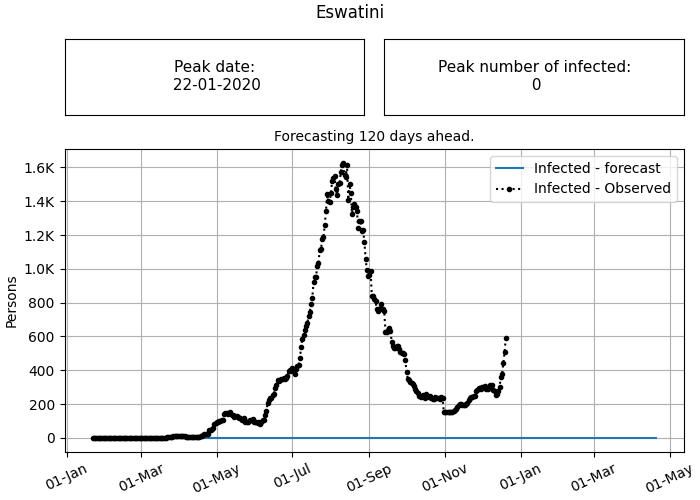 Eswatini
Peak date:
22-01-2020
Peak number of infected:
0
Forecasting 120 days ahead.
Infected - forecast
Infected - Observed
1.6K
1.4K
1.2K
1.0K
800
600
400
200
0
Persons
01-Jan
01-Mar
01-May
01-Jul
01-Sep
01-Nov
01-Jan
01-Mar
01-May